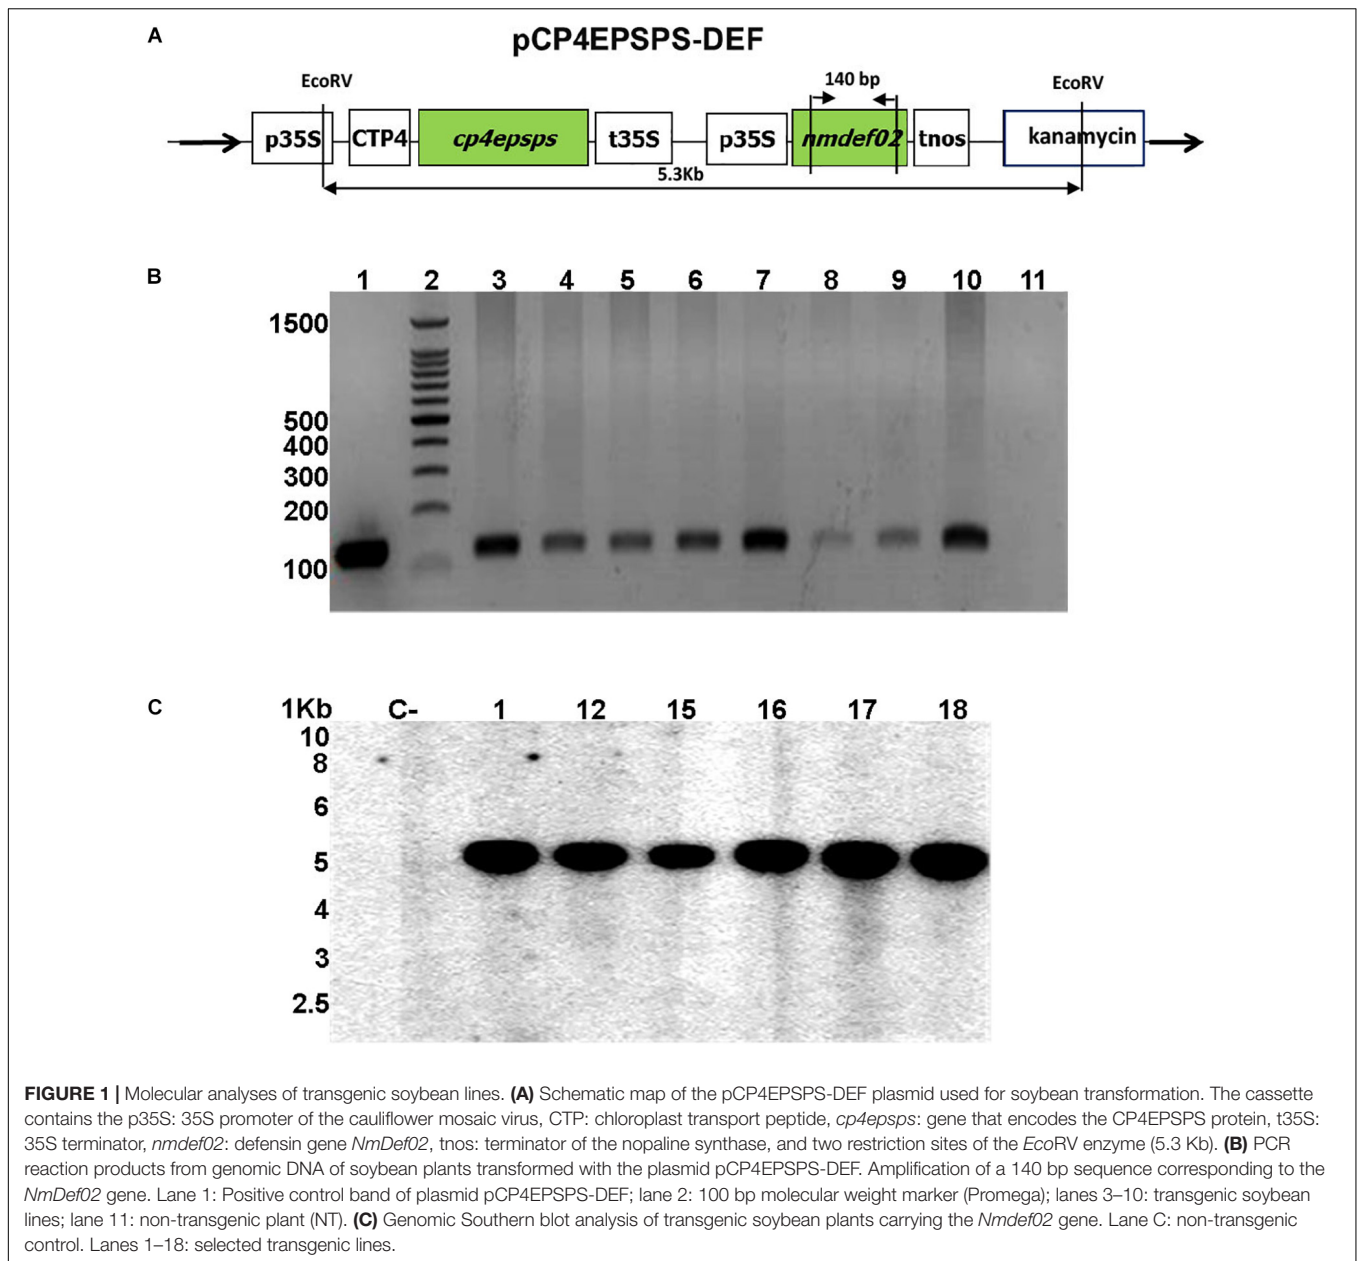 A
pCP4EPSPS-DEF
EcoRV 140 bp EcoRV
p35S CTP4 cp4epsps t35S p35S nmdef02 tnos kanamycin
5.3Kb
B
1 2 3 4 5 6 7 8 9 10 11
1500
500
400
300
200
100
C
1Kb C- 1 12 15 16 17 18
10
8
6
5
4
3
2.5
FIGURE 1 | Molecular analyses of transgenic soybean lines. (A) Schematic map of the pCP4EPSPS-DEF plasmid used for soybean transformation. The cassette
contains the p35S: 35S promoter of the cauliflower mosaic virus, CTP: chloroplast transport peptide, cp4epsps: gene that encodes the CP4EPSPS protein, t35S:
35S terminator, nmdef02: defensin gene NmDef02, tnos: terminator of the nopaline synthase, and two restriction sites of the EcoRV enzyme (5.3 Kb). (B) PCR
reaction products from genomic DNA of soybean plants transformed with the plasmid pCP4EPSPS-DEF. Amplification of a 140 bp sequence corresponding to the
NmDef02 gene. Lane 1: Positive control band of plasmid pCP4EPSPS-DEF; lane 2: 100 bp molecular weight marker (Promega); lanes 3–10: transgenic soybean
lines; lane 11: non-transgenic plant (NT). (C) Genomic Southern blot analysis of transgenic soybean plants carrying the Nmdef02 gene. Lane C: non-transgenic
control. Lanes 1–18: selected transgenic lines.